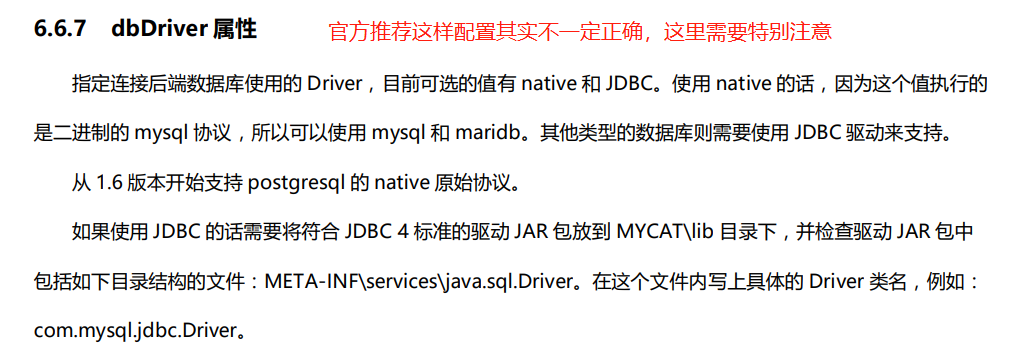 6.6.7 dbDriver 属性
官方推荐这样配置其实不一定正确，这里需要特别注意
指定连接后端数据库使用的 Driver，目前可选的值有 native 和 JDBC。使用 native 的话，因为这个值执行的
是二进制的 mysql 协议，所以可以使用 mysql 和 maridb。其他类型的数据库则需要使用 JDBC 驱动来支持。
从 1.6 版本开始支持 postgresql 的 native 原始协议。
如果使用 JDBC 的话需要将符合 JDBC 4 标准的驱动 JAR 包放到 MYCAT\lib 目录下，并检查驱动 JAR 包中
包括如下目录结构的文件：META-INF\services\java.sql.Driver。在这个文件内写上具体的 Driver 类名，例如：
com.mysql.jdbc.Driver。